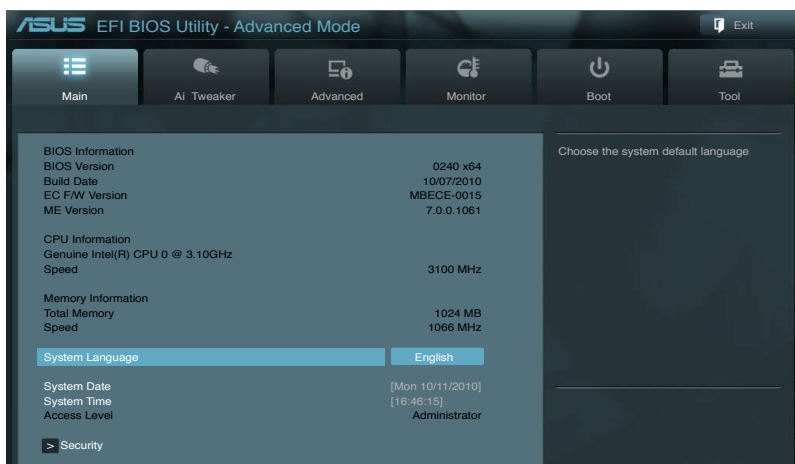 ASUS EFI BIOS Utility - Advanced Mode Exit
Main Ai Tweaker Advanced Monitor Boot Tool
BIOS Information
BIOS Version 0240 x64
Build Date 10/07/2010
EC F/W Version MBECE-0015
ME Version 7.0.0.1061
CPU Information
Genuine Intel(R) CPU 0 @ 3.10GHz
Speed 3100 MHz
Memory Information
Total Memory 1024 MB
Speed 1066 MHz
System Language English
System Date [Mon 10/11/2010]
System Time [16:46:15]
Access Level Administrator
> Security
Choose the system default language